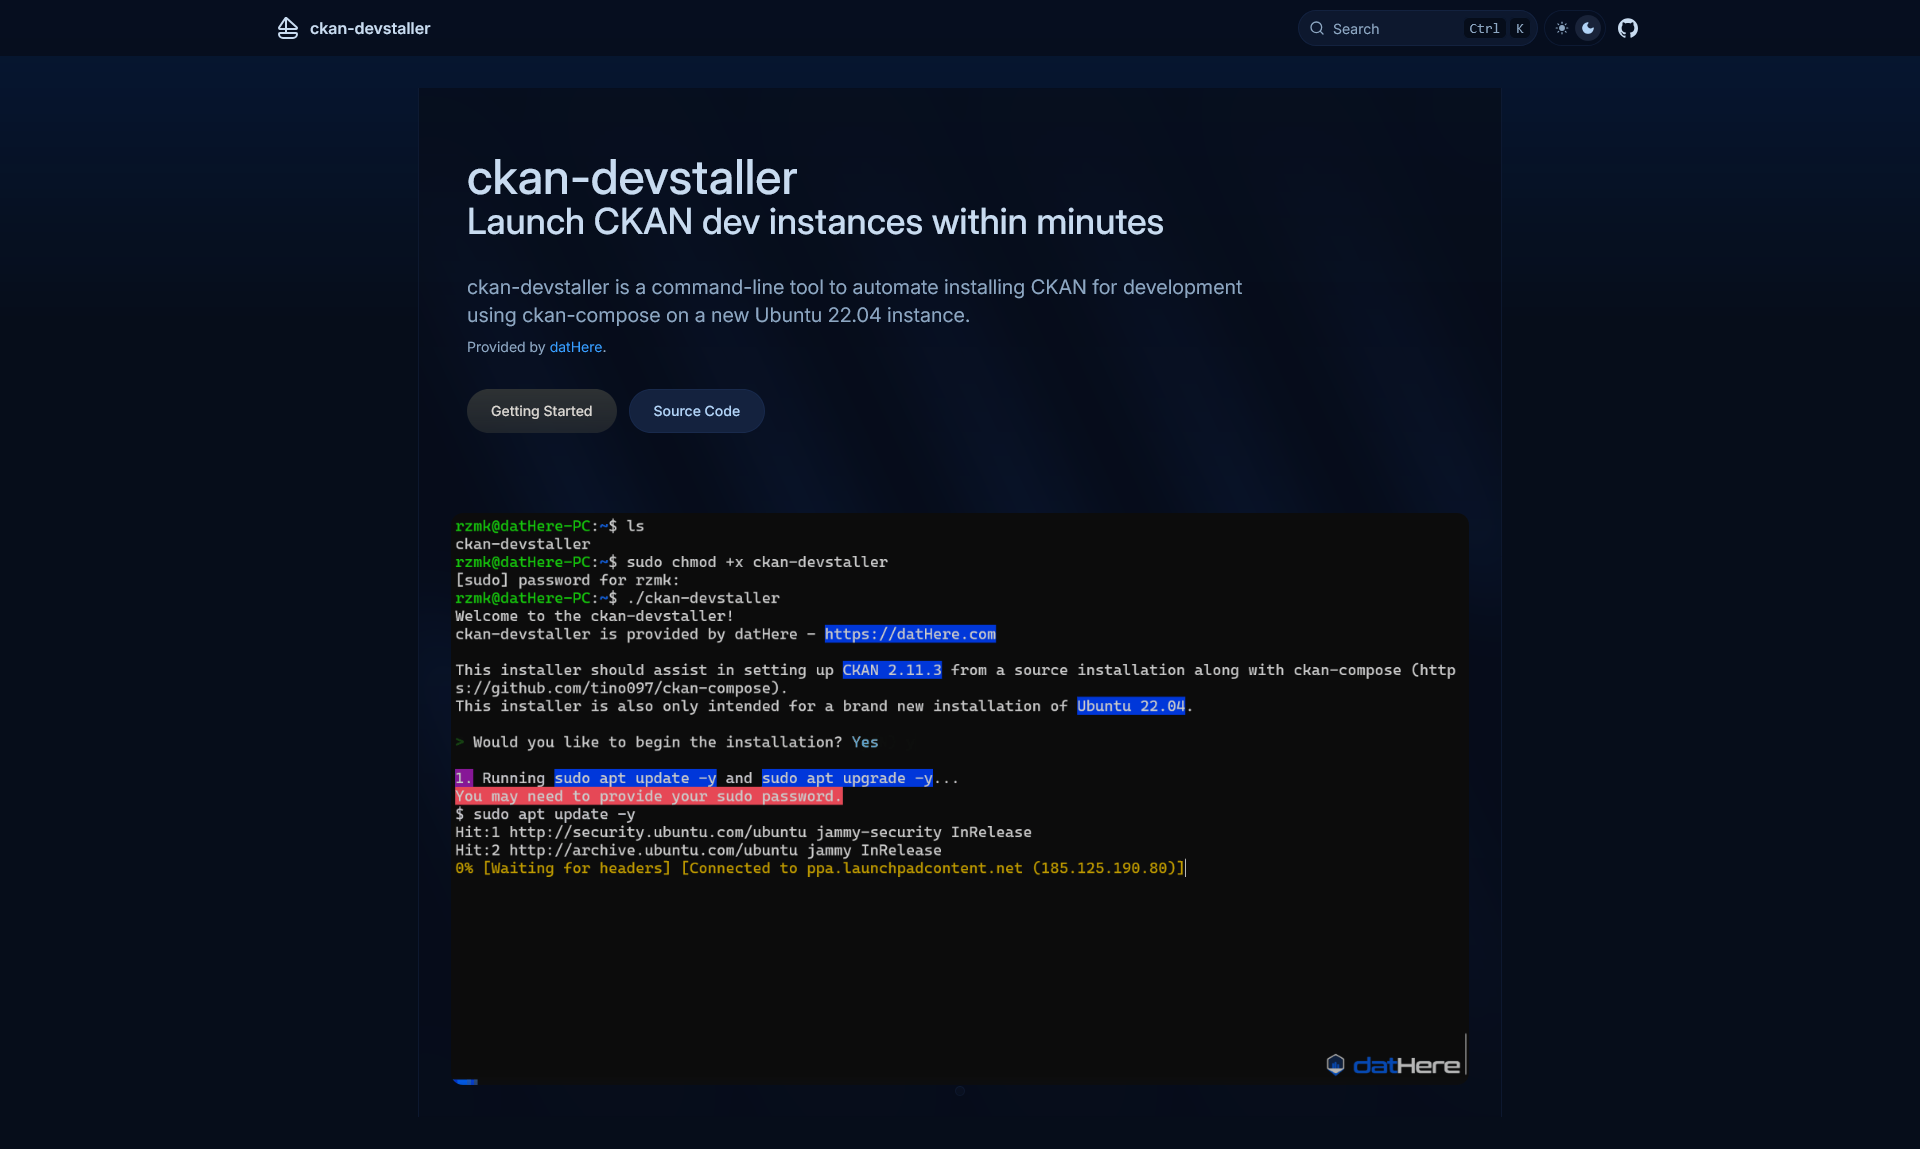 ckan-devstaller
Search
Ctrl K
ckan-devstaller
Launch CKAN dev instances within minutes
ckan-devstaller is a command-line tool to automate installing CKAN for development
using ckan-compose on a new Ubuntu 22.04 instance.
Provided by datHere.
Getting Started
Source Code
rzmk@datHere-PC:~$ ls
ckan-devstaller
rzmk@datHere-PC:~$ sudo chmod +x ckan-devstaller
[sudo] password for rzmk:
rzmk@datHere-PC:~$ ./ckan-devstaller
Welcome to the ckan-devstaller!
ckan-devstaller is provided by datHere - https://datHere.com
This installer should assist in setting up CKAN 2.11.3 from a source installation along with ckan-compose (http
s://github.com/tino097/ckan-compose).
This installer is also only intended for a brand new installation of Ubuntu 22.04.
> Would you like to begin the installation? Yes
1. Running sudo apt update -y and sudo apt upgrade -y...
You may need to provide your sudo password.
$ sudo apt update -y
Hit:1 http://security.ubuntu.com/ubuntu jammy-security InRelease
Hit:2 http://archive.ubuntu.com/ubuntu jammy InRelease
0% [Waiting for headers] [Connected to ppa.launchpadcontent.net (185.125.190.80)]
datHere